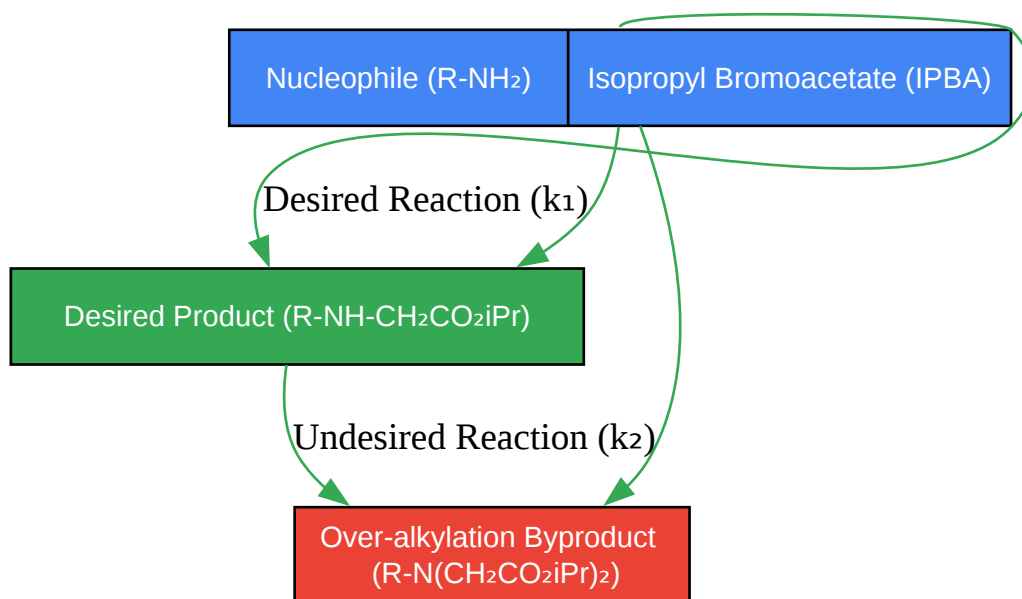 Nucleophile (R-NH₂)
Isopropyl Bromoacetate (IPBA)
Desired Reaction (k₁)
Desired Product (R-NH-CH₂CO₂iPr)
Undesired Reaction (k₂)
Over-alkylation Byproduct
(R-N(CH₂CO₂iPr)₂)